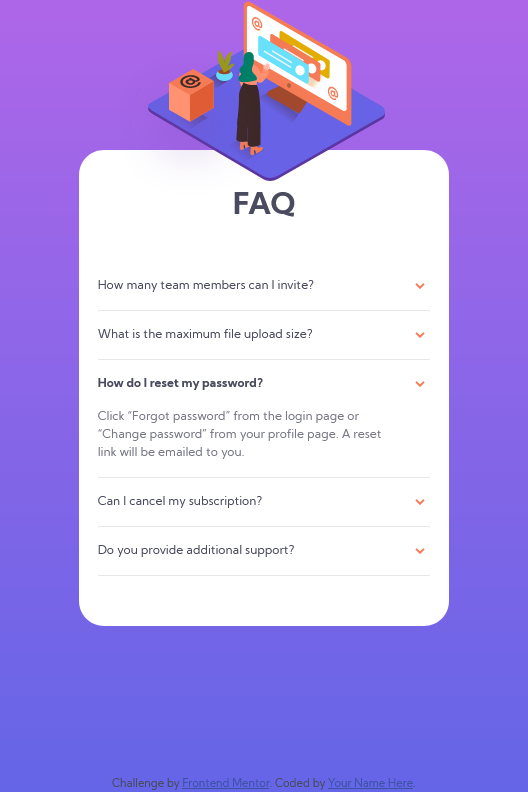 FAQ
How many team members can I invite?
What is the maximum file upload size?
How do I reset my password?
Click “Forgot password” from the login page or
“Change password” from your profile page. A reset
link will be emailed to you.
Can I cancel my subscription?
Do you provide additional support?
Challenge by Frontend Mentor. Coded by Your Name Here.